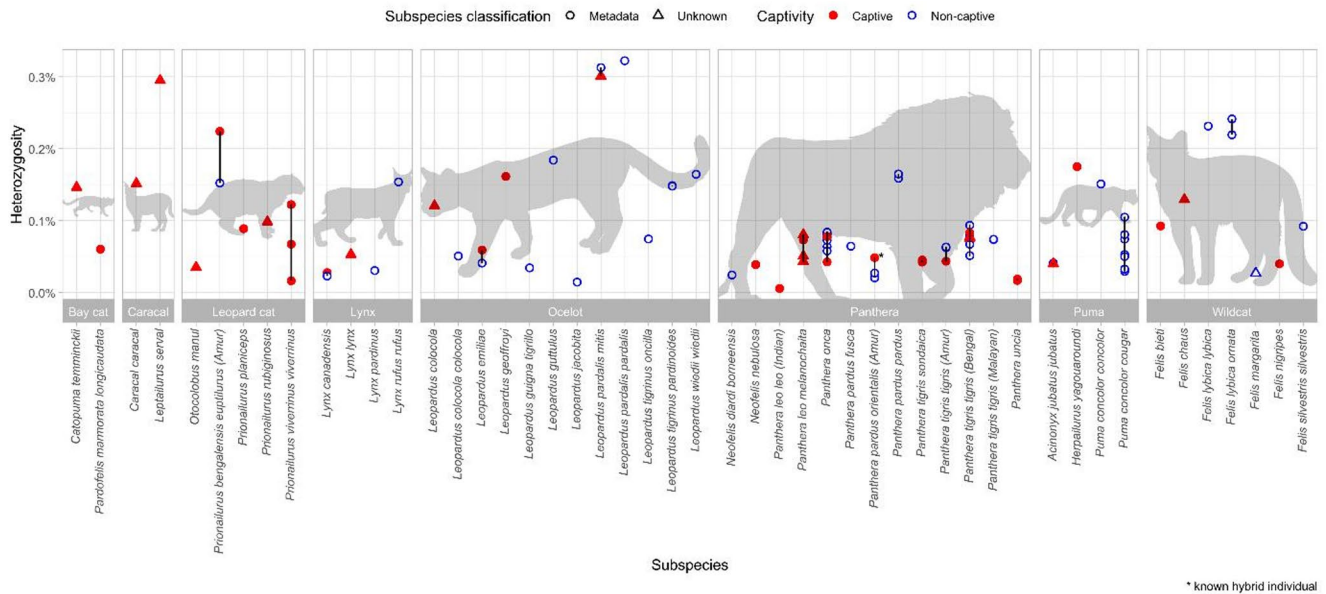 Subspecies classification Metadata Unknown Captivity Captive Non-captive
Heterozygosity
0.3%
0.2%
0.1%
0.0%
Bay cat Caracal Leopard cat Lynx Ocelot Panthera Puma Wildcat
Catopuma temminckii
Pardofelis marmorata longicaudata
Caracal caracal
Leptailurus serval
Otocolobus manul
Prionailurus bengalensis euptilurus (Amur)
Prionailurus planiceps
Prionailurus rubiginosus
Prionailurus viverrinus
Lynx canadensis
Lynx lynx
Lynx pardinus
Lynx rufus rufus
Leopardus colocola
Leopardus colocola colocola
Leopardus emiliae
Leopardus geoffroyi
Leopardus guigna tigrillo
Leopardus guttulus
Leopardus jacobita
Leopardus pardalis mitis
Leopardus pardalis pardalis
Leopardus tigrinus oncilla
Leopardus tigrinus pardinoides
Leopardus wiedii wiedii
Neofelis diardi borneensis
Neofelis nebulosa
Panthera leo leo (Indian)
Panthera leo melanochaita
Panthera onca
Panthera pardus fusca
Panthera pardus orientalis (Amur)
Panthera pardus pardus
Panthera tigris sondaica
Panthera tigris tigris (Amur)
Panthera tigris tigris (Bengal)
Panthera tigris tigris (Malayan)
Panthera uncia
Acinonyx jubatus jubatus
Herpailurus yagouaroundi
Puma concolor concolor
Puma concolor cougar
Felis bieti
Felis chaus
Felis lybica lybica
Felis lybica ornata
Felis margarita
Felis nigripes
Felis silvestris silvestris
*
Subspecies
* known hybrid individual